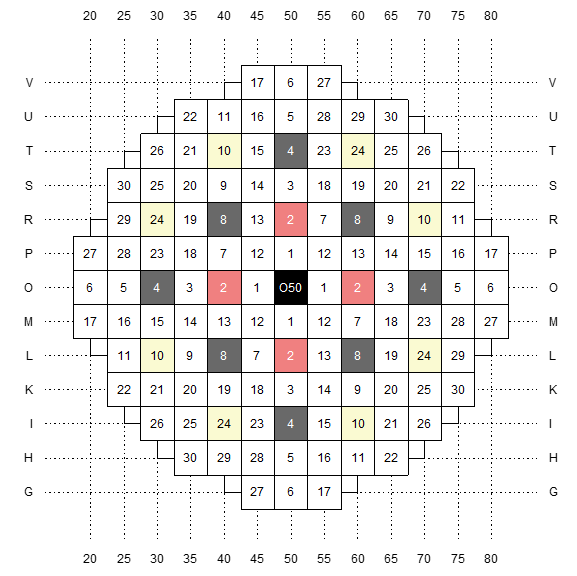 20 25 30 35 40 45 50 55 60 65 70 75 80
V 17 6 27 V
U 22 11 16 5 28 29 30 U
T 26 21 10 15 4 23 24 25 26 T
S 30 25 20 9 14 3 18 19 20 21 22 S
R 29 24 19 8 13 2 7 8 9 10 11 R
P 27 28 23 18 7 12 1 12 13 14 15 16 17 P
O 6 5 4 3 2 1 O50 1 2 3 4 5 6 O
M 17 16 15 14 13 12 1 12 7 18 23 28 27 M
L 11 10 9 8 7 2 13 8 19 24 29 L
K 22 21 20 19 18 3 14 9 20 25 30 K
I 26 25 24 23 4 15 10 21 26 I
H 30 29 28 5 16 11 22 H
G 27 6 17 G
20 25 30 35 40 45 50 55 60 65 70 75 80